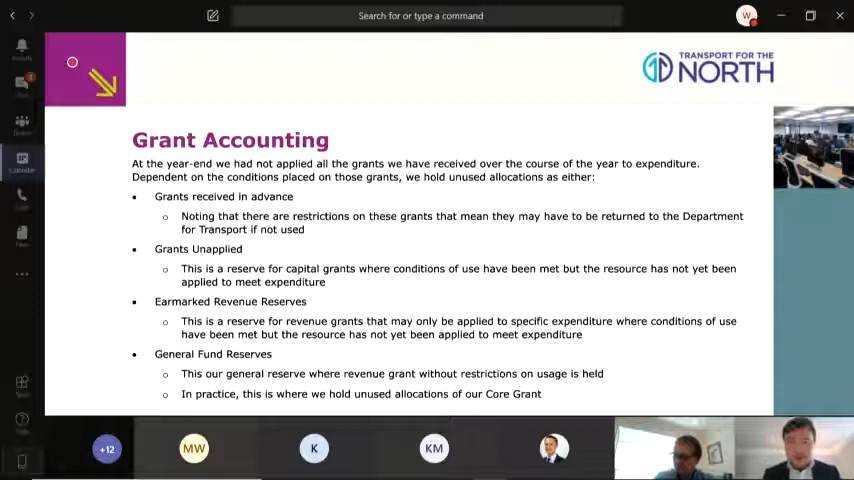 Search for or type a command
W
TRANSPORT FOR THE
NORTH
Grant Accounting
At the year-end we had not applied all the grants we have received over the course of the year to expenditure.
Dependent on the conditions placed on those grants, we hold unused allocations as either:
• Grants received in advance
o Noting that there are restrictions on these grants that mean they may have to be returned to the Department
for Transport if not used
• Grants Unapplied
o This is a reserve for capital grants where conditions of use have been met but the resource has not yet been
applied to meet expenditure
• Earmarked Revenue Reserves
o This is a reserve for revenue grants that may only be applied to specific expenditure where conditions of use
have been met but the resource has not yet been applied to meet expenditure
• General Fund Reserves
o This our general reserve where revenue grant without restrictions on usage is held
o In practice, this is where we hold unused allocations of our Core Grant
Calendar
+12
MW
K
KM